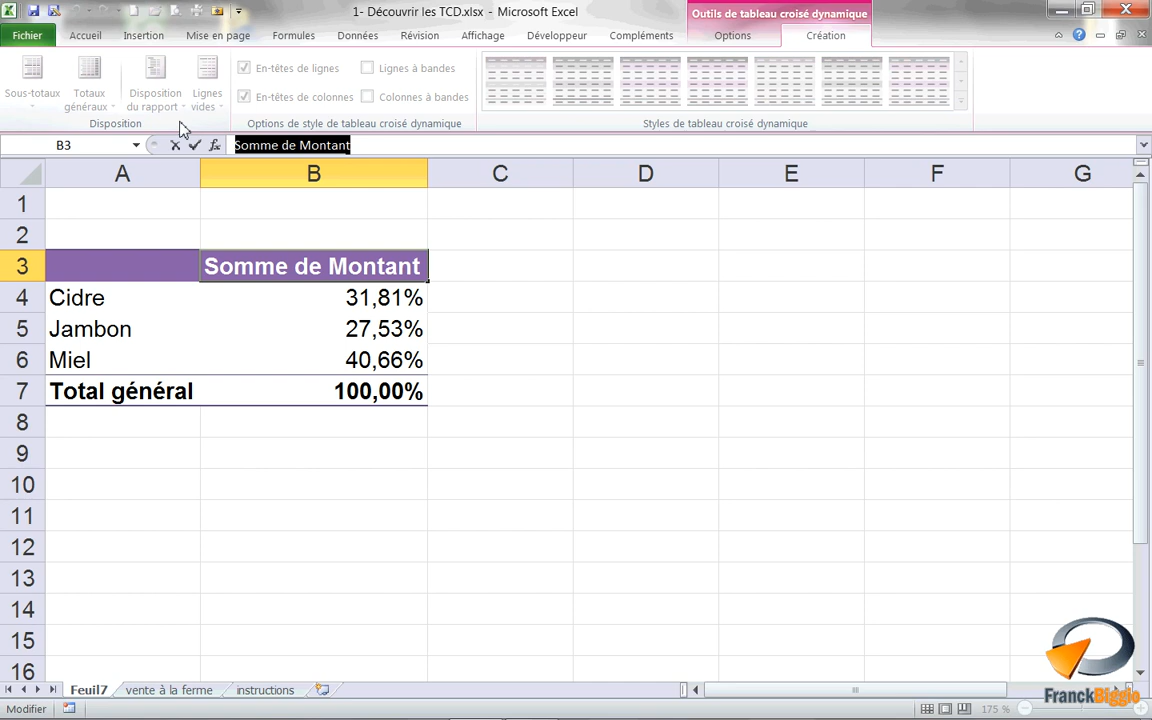 1- Découvrir les TCD.xlsx - Microsoft Excel
Outils de tableau croisé dynamique
Fichier Accueil Insertion Mise en page Formules Données Révision Affichage Développeur Compléments Options Création
Sous-totaux
Totaux généraux
Disposition du rapport
Lignes vides
En-têtes de lignes
Lignes à bandes
En-têtes de colonnes
Colonnes à bandes
Disposition
Options de style de tableau croisé dynamique
Styles de tableau croisé dynamique
B3 fx Somme de Montant
A B C D E F G
1
2
3 Somme de Montant
4 Cidre 31,81%
5 Jambon 27,53%
6 Miel 40,66%
7 Total général 100,00%
8
9
10
11
12
13
14
15
16
Feuil7 vente à la ferme instructions
Modifier 175 %
FranckBiggio